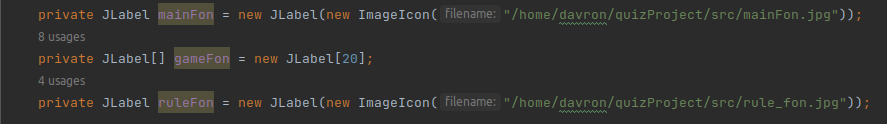 private JLabel mainFon = new JLabel(new ImageIcon( filename: "/home/davron/quizProject/src/mainFon.jpg"));
8 usages
private JLabel[] gameFon = new JLabel[20];
4 usages
private JLabel ruleFon = new JLabel(new ImageIcon( filename: "/home/davron/quizProject/src/rule_fon.jpg"));